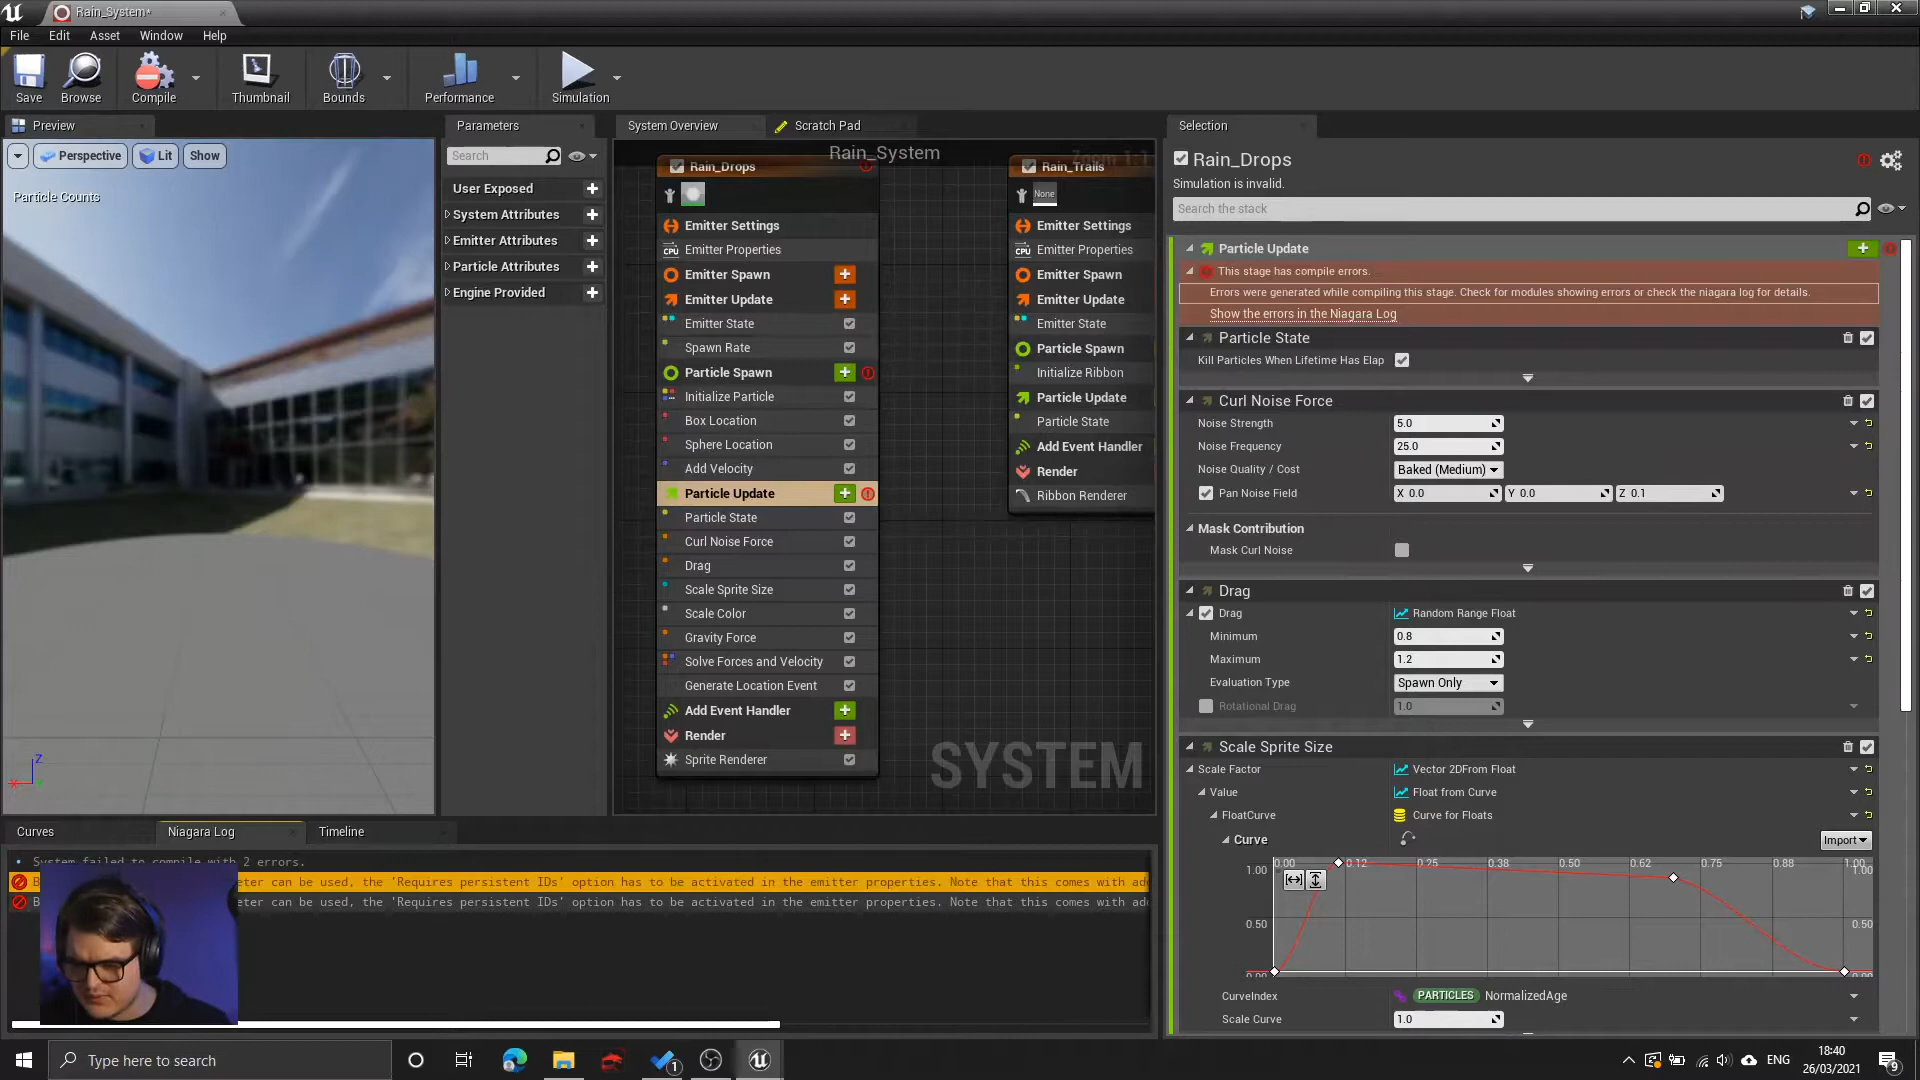 Rain_System*
File Edit Asset Window Help
Save Browse Compile Thumbnail Bounds Performance Simulation
Preview
Perspective Lit Show
Particle Counts
Z
X
Parameters
Search
User Exposed
System Attributes
Emitter Attributes
Particle Attributes
Engine Provided
System Overview Scratch Pad
Rain_System
Zoom 1:1
Rain_Drops
Emitter Settings
CPU Emitter Properties
Emitter Spawn
Emitter Update
Emitter State
Spawn Rate
Particle Spawn
Initialize Particle
Box Location
Sphere Location
Add Velocity
Particle Update
Particle State
Curl Noise Force
Drag
Scale Sprite Size
Scale Color
Gravity Force
Solve Forces and Velocity
Generate Location Event
Add Event Handler
Render
Sprite Renderer
Rain_Trails
None
Emitter Settings
CPU Emitter Properties
Emitter Spawn
Emitter Update
Emitter State
Particle Spawn
Initialize Ribbon
Particle Update
Particle State
Add Event Handler
Render
Ribbon Renderer
SYSTEM
Selection
Rain_Drops
Simulation is invalid.
Search the stack
Particle Update
This stage has compile errors.
Errors were generated while compiling this stage. Check for modules showing errors or check the niagara log for details.
Show the errors in the Niagara Log
Particle State
Kill Particles When Lifetime Has Elap
Curl Noise Force
Noise Strength 5.0
Noise Frequency 25.0
Noise Quality / Cost Baked (Medium)
Pan Noise Field X 0.0 Y 0.0 Z 0.1
Mask Contribution
Mask Curl Noise
Drag
Drag Random Range Float
Minimum 0.8
Maximum 1.2
Evaluation Type Spawn Only
Rotational Drag 1.0
Scale Sprite Size
Scale Factor Vector 2DFrom Float
Value Float from Curve
FloatCurve Curve for Floats
Curve Import
0.00 0.12 0.25 0.38 0.50 0.62 0.75 0.88 1.00
1.00 1.00
0.50 0.50
0.00 0.00
CurveIndex PARTICLES NormalizedAge
Scale Curve 1.0
Curves Niagara Log Timeline
System failed to compile with 2 errors.
eter can be used, the 'Requires persistent IDs' option has to be activated in the emitter properties. Note that this comes with ad
eter can be used, the 'Requires persistent IDs' option has to be activated in the emitter properties. Note that this comes with ad
Type here to search
1
ENG
18:40
26/03/2021
9